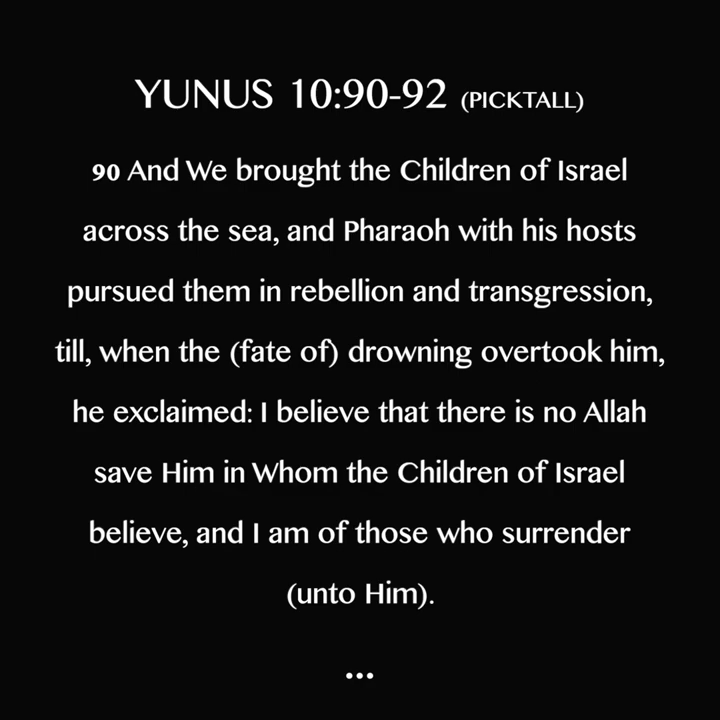 YUNUS 10:90-92 (PICKTALL)
90 And We brought the Children of Israel
across the sea, and Pharaoh with his hosts
pursued them in rebellion and transgression,
till, when the (fate of) drowning overtook him,
he exclaimed: I believe that there is no Allah
save Him in Whom the Children of Israel
believe, and I am of those who surrender
(unto Him).
...